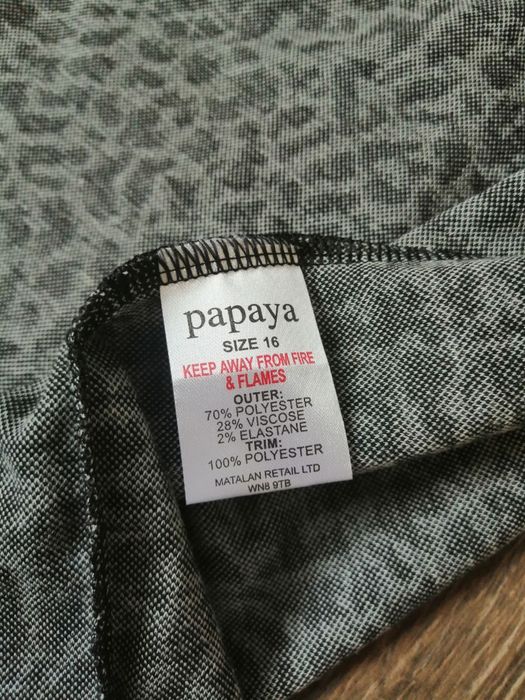 papaya
SIZE 16
KEEP AWAY FROM FIRE
& FLAMES
OUTER:
70% POLYESTER
28% VISCOSE
2% ELASTANE
TRIM:
100% POLYESTER
MATALAN RETAIL LTD
WN8 9TB